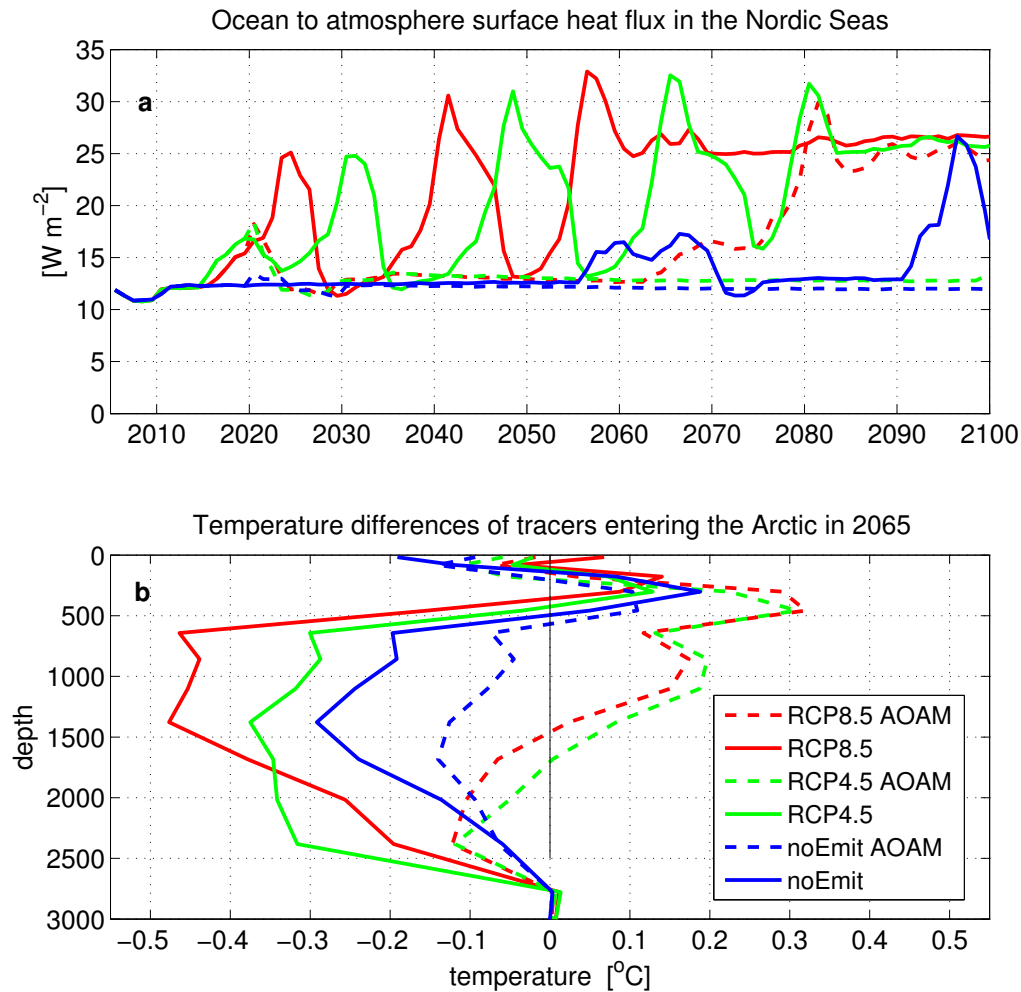 Ocean to atmosphere surface heat flux in the Nordic Seas
a
[W m⁻²]
35
30
25
20
15
10
5
0
2010 2020 2030 2040 2050 2060 2070 2080 2090 2100
Temperature differences of tracers entering the Arctic in 2065
b
depth
0
500
1000
1500
2000
2500
3000
RCP8.5 AOAM
RCP8.5
RCP4.5 AOAM
RCP4.5
noEmit AOAM
noEmit
−0.5 −0.4 −0.3 −0.2 −0.1 0 0.1 0.2 0.3 0.4 0.5
temperature [°C]